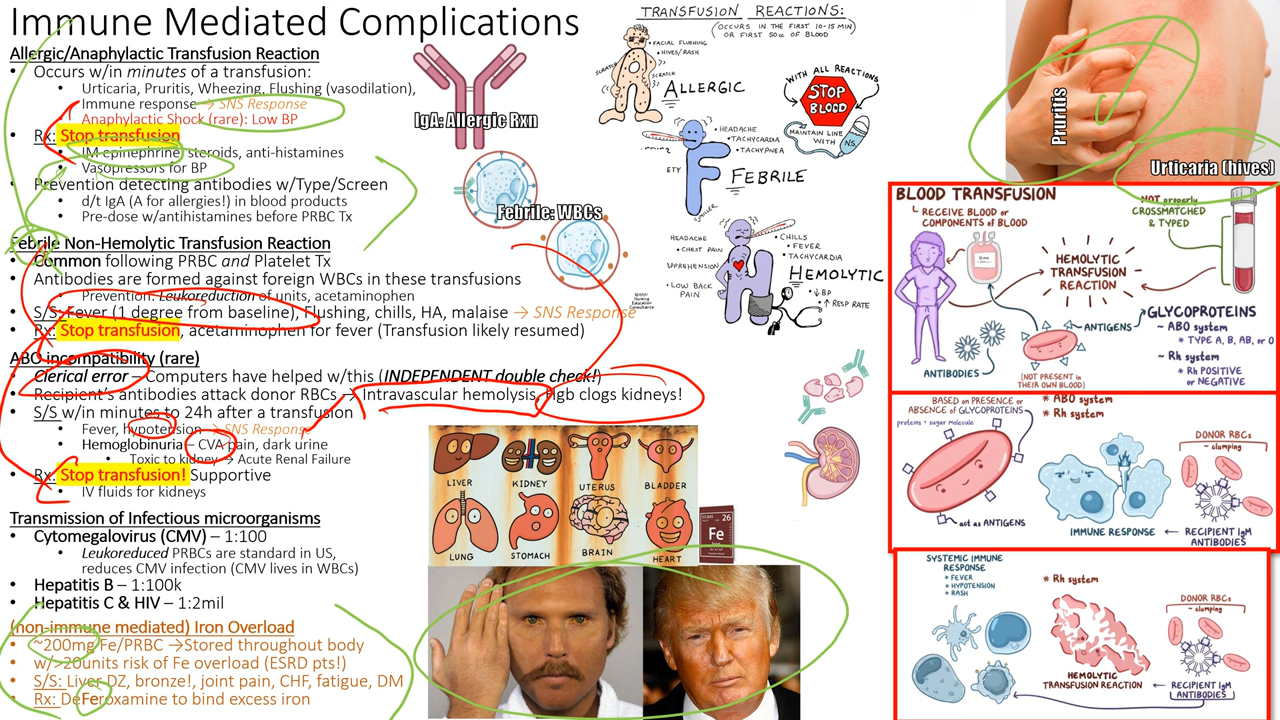 Immune Mediated Complications
Allergic/Anaphylactic Transfusion Reaction
• Occurs w/in minutes of a transfusion:
• Urticaria, Pruritis, Wheezing, Flushing (vasodilation),
Immune response → SNS Response
• Anaphylactic Shock (rare): Low BP
• Rx: Stop transfusion
• IM epinephrine, steroids, anti-histamines
• Vasopressors for BP
• Prevention detecting antibodies w/Type/Screen
• d/t IgA (A for allergies!) in blood products
• Pre-dose w/antihistamines before PRBC Tx
Febrile Non-Hemolytic Transfusion Reaction
• Common following PRBC and Platelet Tx
• Antibodies are formed against foreign WBCs in these transfusions
• Prevention: Leukoreduction of units, acetaminophen
• S/S: Fever (1 degree from baseline), Flushing, chills, HA, malaise → SNS Response
• Rx: Stop transfusion, acetaminophen for fever (Transfusion likely resumed)
ABO incompatibility (rare)
• Clerical error – Computers have helped w/this (INDEPENDENT double check!)
• Recipient's antibodies attack donor RBCs → Intravascular hemolysis, Hgb clogs kidneys!
• S/S w/in minutes to 24h after a transfusion
• Fever, hypotension → SNS Response
• Hemoglobinuria – CVA pain, dark urine
• Toxic to kidney → Acute Renal Failure
• Rx: Stop transfusion! Supportive
• IV fluids for kidneys
Transmission of Infectious microorganisms
• Cytomegalovirus (CMV) – 1:100
• Leukoreduced PRBCs are standard in US,
reduces CMV infection (CMV lives in WBCs)
• Hepatitis B – 1:100k
• Hepatitis C & HIV – 1:2mil
(non-immune mediated) Iron Overload
• ~200mg Fe/PRBC →Stored throughout body
• w/>20units risk of Fe overload (ESRD pts!)
• S/S: Liver DZ, bronze!, joint pain, CHF, fatigue, DM
• Rx: DeFeroxamine to bind excess iron
IgA: Allergic Rxn
Febrile: WBCs
TRANSFUSION REACTIONS:
(OCCURS IN THE FIRST 10-15 MIN
OR FIRST 50cc OF BLOOD)
• FACIAL FLUSHING
• HIVES/RASH
SCRATCH
SCRATCH
ALLERGIC
WITH ALL REACTIONS
STOP
BLOOD
MAINTAIN LINE
WITH
NS
• HEADACHE
• TACHYCARDIA
• TACHYPNEA
ETY
FEBRILE
HEADACHE
• CHEST PAIN
PPREHENSION
• LOW BACK
PAIN
• CHILLS
• FEVER
• TACHYCARDIA
HEMOLYTIC
• ↓BP
• ↑ RESP RATE
LIVER
KIDNEY
UTERUS
BLADDER
LUNG
STOMACH
BRAIN
HEART
26
Fe
Pruritis
Urticaria (hives)
BLOOD TRANSFUSION
RECEIVE BLOOD or
COMPONENTS of BLOOD
NOT properly
CROSSMATCHED
& TYPED
HEMOLYTIC
TRANSFUSION
REACTION
ANTIGENS
ANTIBODIES
(NOT PRESENT in
THEIR OWN BLOOD)
GLYCOPROTEINS
~ ABO system
* TYPE A, B, AB, or O
~ Rh system
* Rh POSITIVE
or NEGATIVE
BASED on PRESENCE or
ABSENCE of GLYCOPROTEINS
proteins + sugar molecule
* ABO system
* Rh system
act as ANTIGENS
DONOR RBCs
~ clumping
IMMUNE RESPONSE
← RECIPIENT IgM
ANTIBODIES
SYSTEMIC IMMUNE
RESPONSE
* FEVER
* HYPOTENSION
* RASH
* Rh system
DONOR RBCs
~ clumping
HEMOLYTIC
TRANSFUSION REACTION
← RECIPIENT IgM
ANTIBODIES